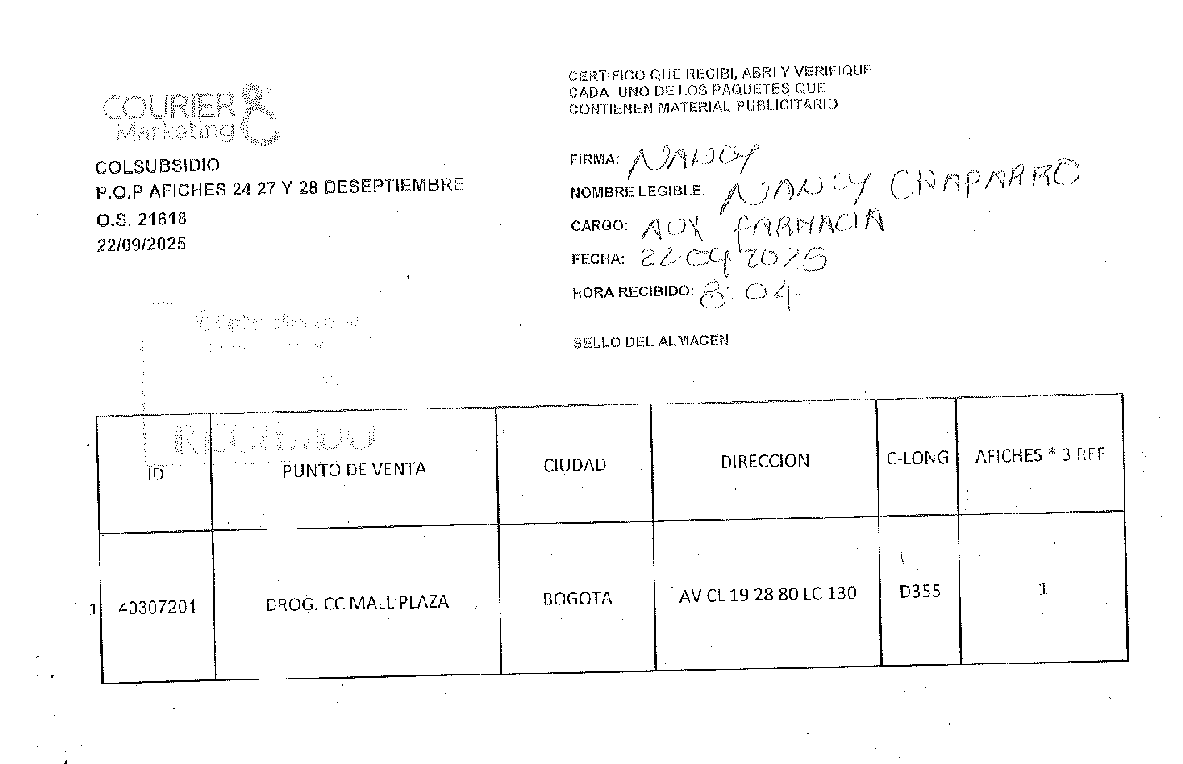 COURIER
Marketing
COLSUBSIDIO
P.O.P AFICHES 24 27 Y 28 DESEPTIEMBRE
O.S. 21618
22/09/2025
CERTIFICO QUE RECIBI, ABRI Y VERIFIQUE
CADA UNO DE LOS PAQUETES QUE
CONTIENEN MATERIAL PUBLICITARIO
FIRMA: NANCY
NOMBRE LEGIBLE: NANCY CHAPARRO
CARGO: AUX FARMACIA
FECHA: 22 09 2025
HORA RECIBIDO: 8:04
SELLO DEL ALMACEN
RECIBIDO
ID PUNTO DE VENTA CIUDAD DIRECCION C-LONG AFICHES * 3 REF
1 40307201 DROG. CC MALL PLAZA BOGOTA AV CL 19 28 80 LC 130 D355 1